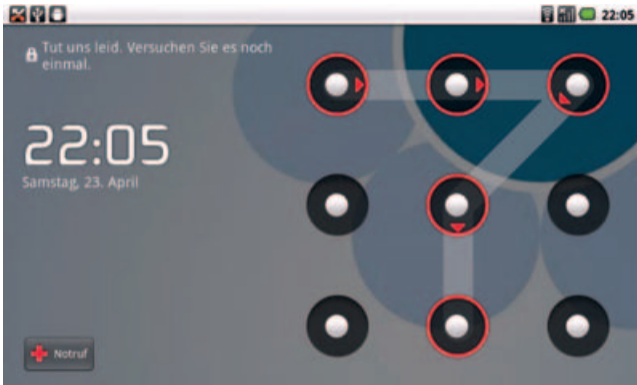 22:05
Tut uns leid. Versuchen Sie es noch
einmal.
22:05
Samstag, 23. April
Notruf